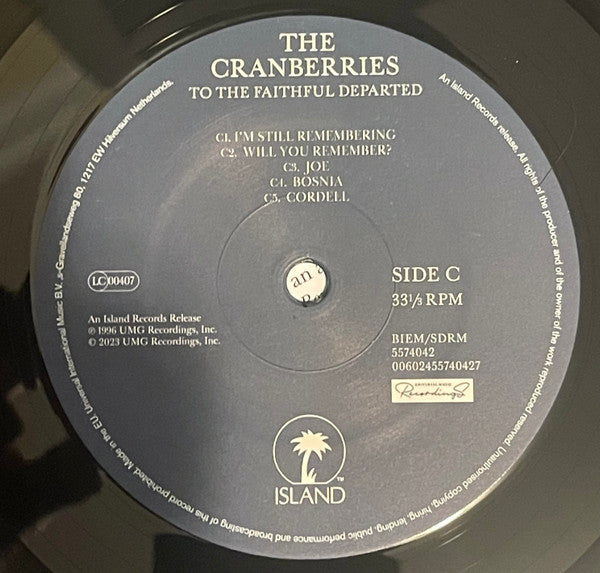 THE
CRANBERRIES
TO THE FAITHFUL DEPARTED
C1. I'M STILL REMEMBERING
C2. WILL YOU REMEMBER?
C3. JOE
C4. BOSNIA
C5. CORDELL
LC 00407
an
SIDE C
33⅓ RPM
An Island Records Release
℗ 1996 UMG Recordings, Inc.
© 2023 UMG Recordings, Inc.
BIEM/SDRM
5574042
00602455740427
UNIVERSAL MUSIC
Recordings
ISLAND
TM
An Island Records release. All rights of the producer and of the owner of the work reproduced reserved. Unauthorised copying, hiring, lending, public performance and broadcasting of this record prohibited. Made in the EU. Universal International Music B.V., 's-Gravelandseweg 80, 1217 EW Hilversum Netherlands.